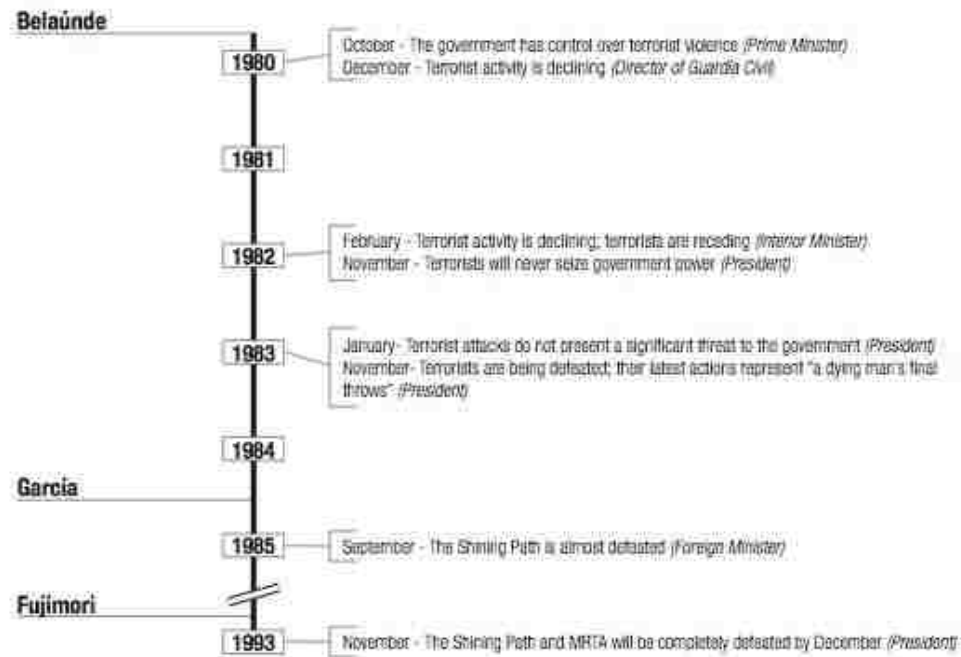 Belaúnde
1980
October - The government has control over terrorist violence (Prime Minister)
December - Terrorist activity is declining (Director of Guardia Civil)
1981
1982
February - Terrorist activity is declining; terrorists are receding (Interior Minister)
November - Terrorists will never seize government power (President)
1983
January- Terrorist attacks do not present a significant threat to the government (President)
November- Terrorists are being defeated; their latest actions represent "a dying man's final
throws" (President)
1984
García
1985
September - The Shining Path is almost defeated (Foreign Minister)
Fujimori
1993
November - The Shining Path and MRTA will be completely defeated by December (President)